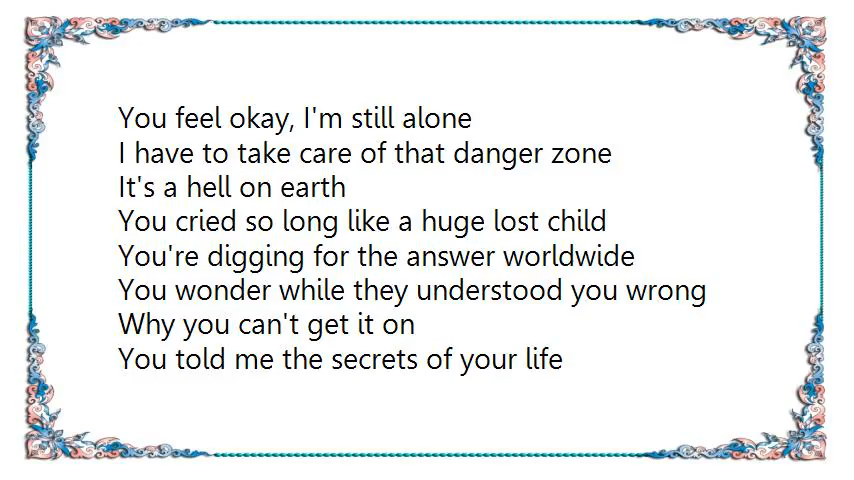 You feel okay, I'm still alone
I have to take care of that danger zone
It's a hell on earth
You cried so long like a huge lost child
You're digging for the answer worldwide
You wonder while they understood you wrong
Why you can't get it on
You told me the secrets of your life